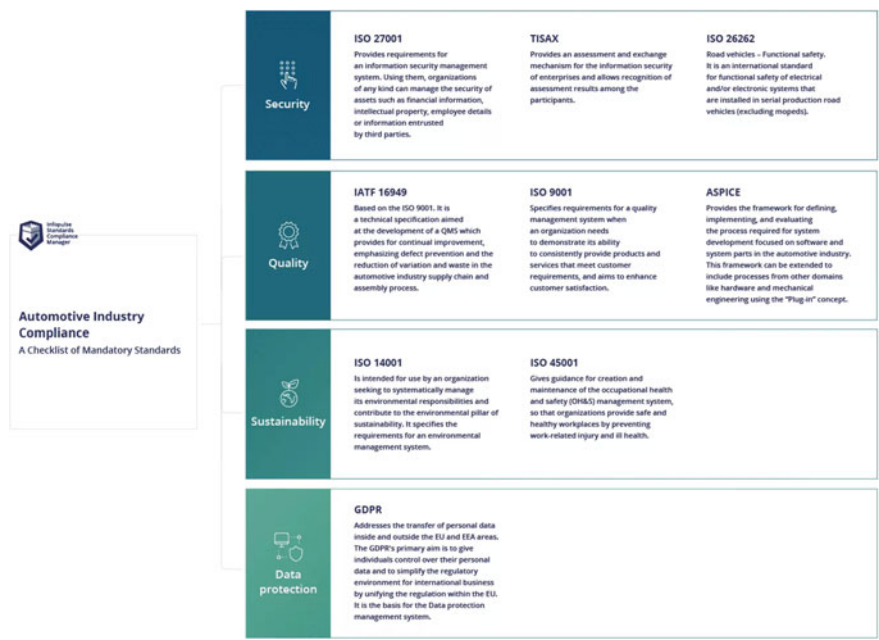 Infopulse
Standards
Compliance
Manager
Automotive Industry
Compliance
A Checklist of Mandatory Standards
Security
ISO 27001
Provides requirements for
an information security management
system. Using them, organizations
of any kind can manage the security of
assets such as financial information,
intellectual property, employee details
or information entrusted
by third parties.
TISAX
Provides an assessment and exchange
mechanism for the information security
of enterprises and allows recognition of
assessment results among the
participants.
ISO 26262
Road vehicles – Functional safety.
It is an international standard
for functional safety of electrical
and/or electronic systems that
are installed in serial production road
vehicles (excluding mopeds).
Quality
IATF 16949
Based on the ISO 9001. It is
a technical specification aimed
at the development of a QMS which
provides for continual improvement,
emphasizing defect prevention and the
reduction of variation and waste in the
automotive industry supply chain and
assembly process.
ISO 9001
Specifies requirements for a quality
management system when
an organization needs
to demonstrate its ability
to consistently provide products and
services that meet customer
requirements, and aims to enhance
customer satisfaction.
ASPICE
Provides the framework for defining,
implementing, and evaluating
the process required for system
development focused on software and
system parts in the automotive industry.
This framework can be extended to
include processes from other domains
like hardware and mechanical
engineering using the "Plug-in" concept.
Sustainability
ISO 14001
Is intended for use by an organization
seeking to systematically manage
its environmental responsibilities and
contribute to the environmental pillar of
sustainability. It specifies the
requirements for an environmental
management system.
ISO 45001
Gives guidance for creation and
maintenance of the occupational health
and safety (OH&S) management system,
so that organizations provide safe and
healthy workplaces by preventing
work-related injury and ill health.
Data
protection
GDPR
Addresses the transfer of personal data
inside and outside the EU and EEA areas.
The GDPR's primary aim is to give
individuals control over their personal
data and to simplify the regulatory
environment for international business
by unifying the regulation within the EU.
It is the basis for the Data protection
management system.